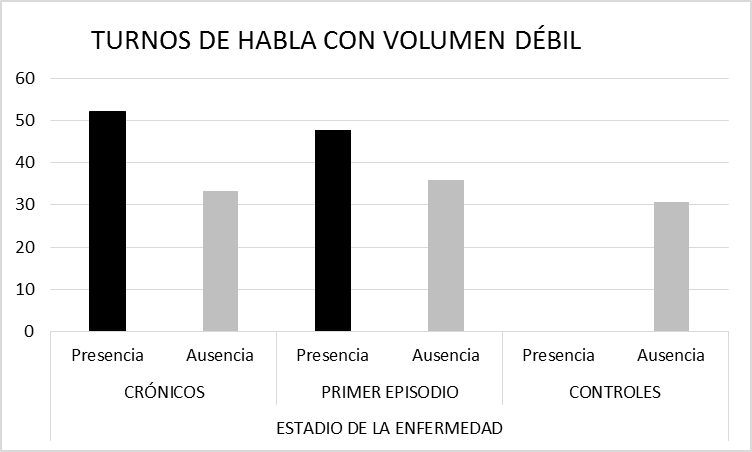 TURNOS DE HABLA CON VOLUMEN DÉBIL
60
50
40
30
20
10
0
Presencia Ausencia Presencia Ausencia Presencia Ausencia
CRÓNICOS PRIMER EPISODIO CONTROLES
ESTADIO DE LA ENFERMEDAD